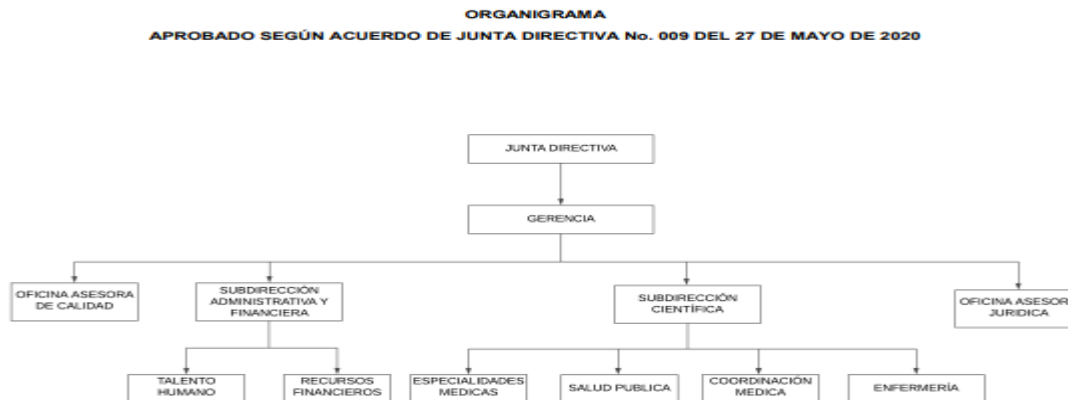 ORGANIGRAMA
APROBADO SEGÚN ACUERDO DE JUNTA DIRECTIVA No. 009 DEL 27 DE MAYO DE 2020
JUNTA DIRECTIVA
GERENCIA
OFICINA ASESORA
DE CALIDAD
SUBDIRECCIÓN
ADMINISTRATIVA Y
FINANCIERA
SUBDIRECCIÓN
CIENTÍFICA
OFICINA ASESOR
JURIDICA
TALENTO
HUMANO
RECURSOS
FINANCIEROS
ESPECIALIDADES
MEDICAS
SALUD PUBLICA
COORDINACIÓN
MEDICA
ENFERMERÍA